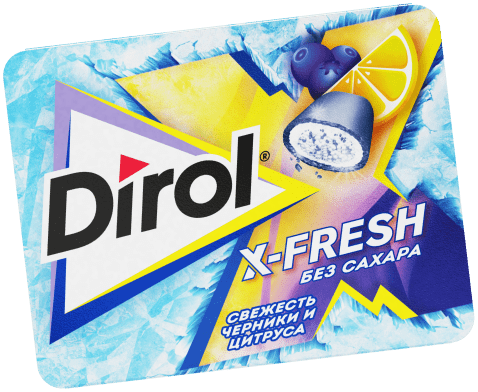 Dirol®
X-FRESH
БЕЗ САХАРА
СВЕЖЕСТЬ
ЧЕРНИКИ И
ЦИТРУСА